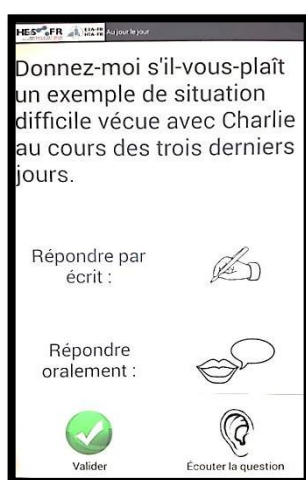 HES FR
Au jour le jour
Donnez-moi s'il-vous-plaît
un exemple de situation
difficile vécue avec Charlie
au cours des trois derniers
jours.
Répondre par
écrit :
Répondre
oralement :
Valider
Écouter la question